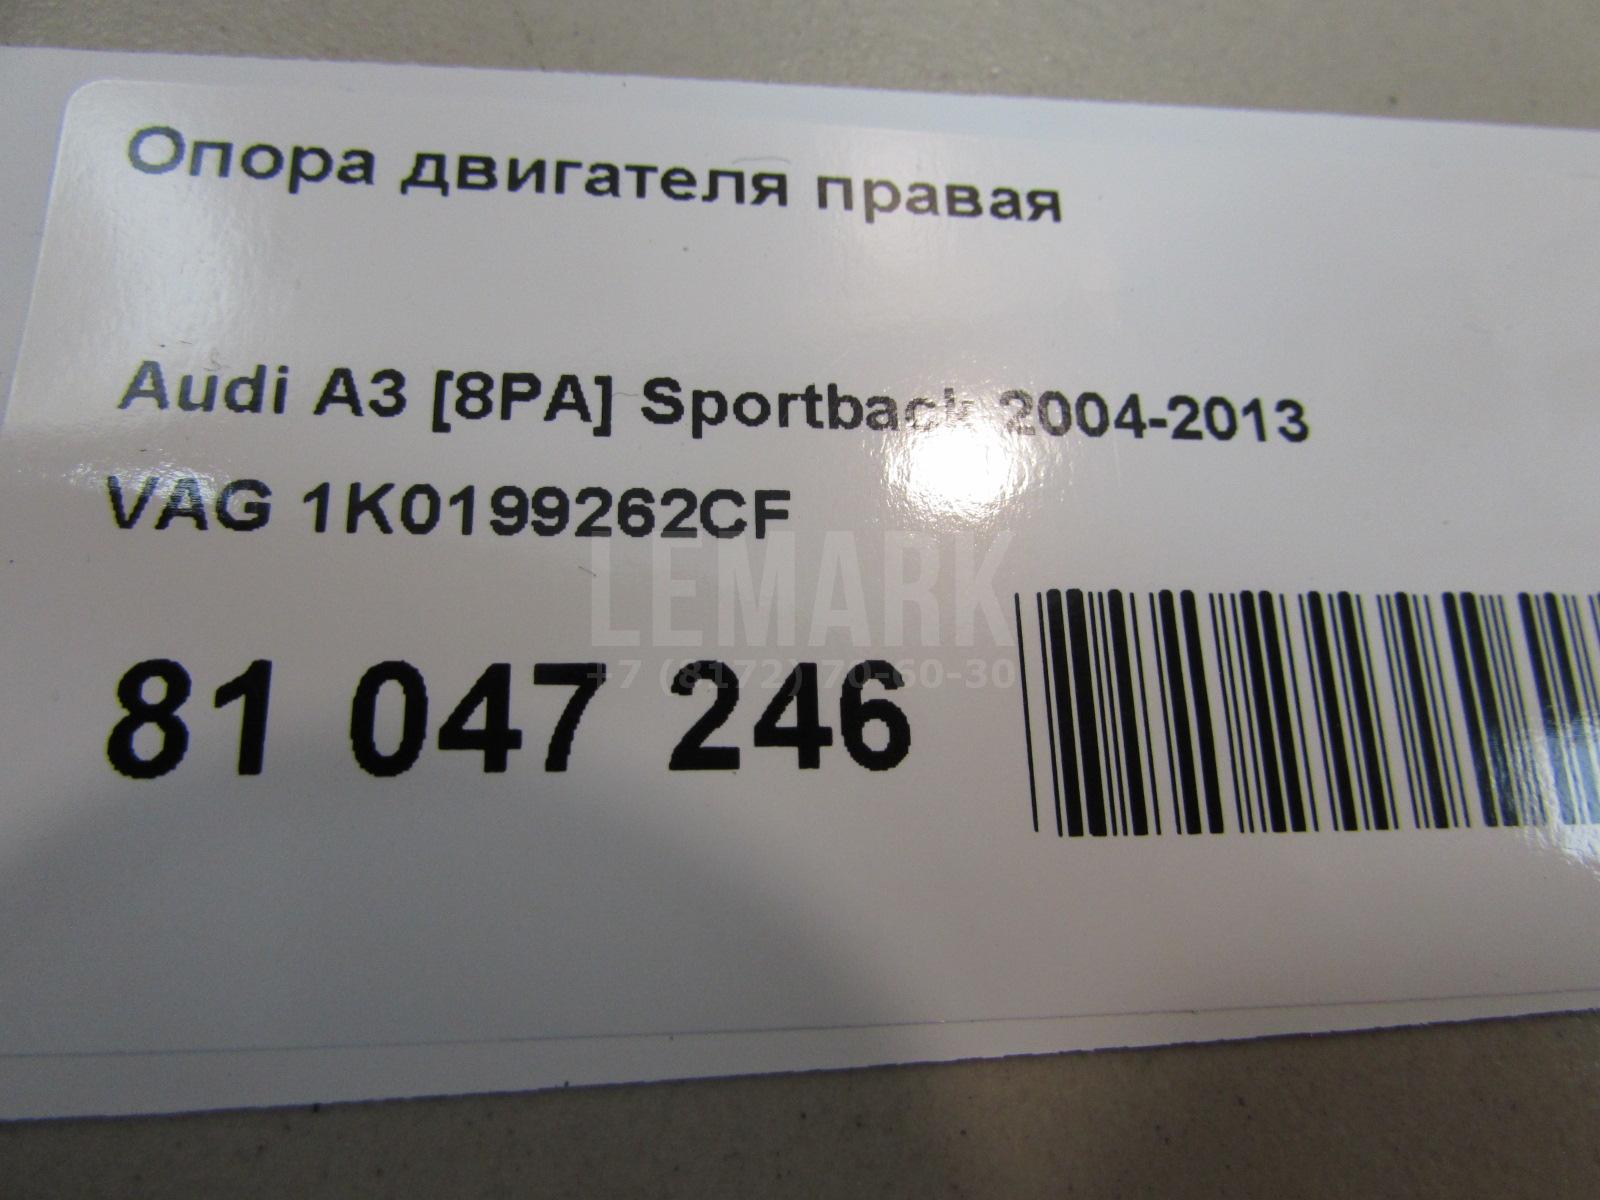 Опора двигателя правая
Audi A3 [8PA] Sportback 2004-2013
VAG 1K0199262CF
LEMARK
+7 (8172) 70-60-30
81 047 246